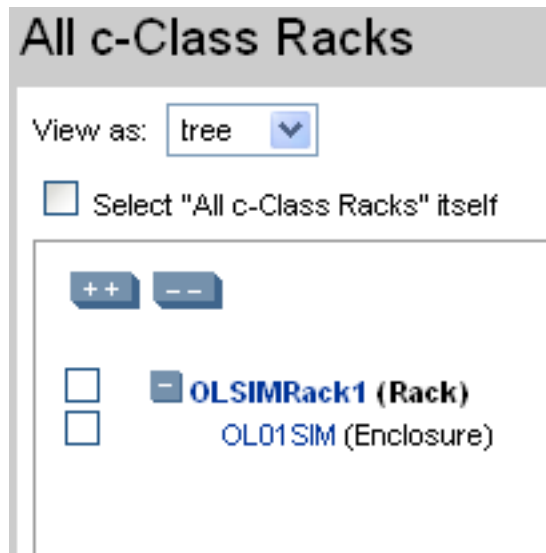 All c-Class Racks
View as: tree
Select "All c-Class Racks" itself
++ --
OLSIMRack1 (Rack)
OL01SIM (Enclosure)